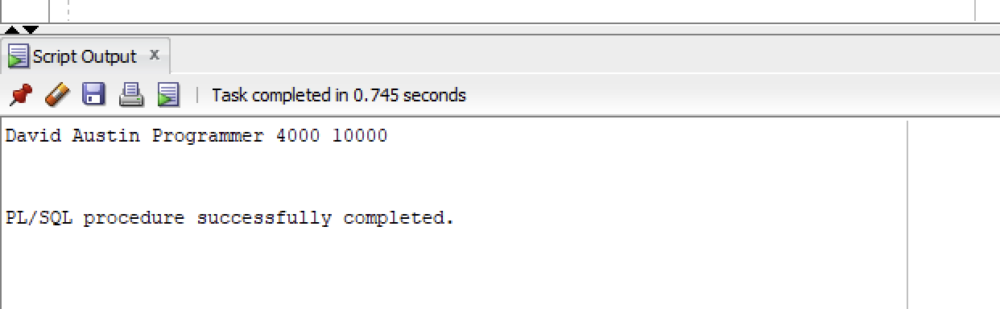 Script Output x
Task completed in 0.745 seconds
David Austin Programmer 4000 10000
PL/SQL procedure successfully completed.